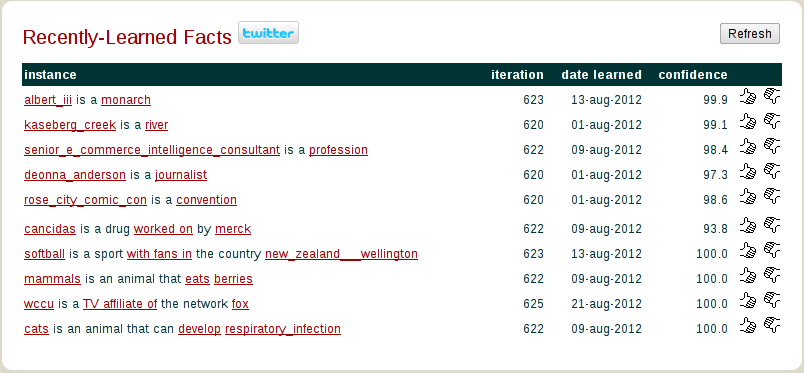 Recently-Learned Facts twitter Refresh
instance iteration date learned confidence
albert_iii is a monarch 623 13-aug-2012 99.9
kaseberg_creek is a river 620 01-aug-2012 99.1
senior_e_commerce_intelligence_consultant is a profession 622 09-aug-2012 98.4
deonna_anderson is a journalist 620 01-aug-2012 97.3
rose_city_comic_con is a convention 620 01-aug-2012 98.6
cancidas is a drug worked on by merck 622 09-aug-2012 93.8
softball is a sport with fans in the country new_zealand___wellington 623 13-aug-2012 100.0
mammals is an animal that eats berries 622 09-aug-2012 100.0
wccu is a TV affiliate of the network fox 625 21-aug-2012 100.0
cats is an animal that can develop respiratory_infection 622 09-aug-2012 100.0